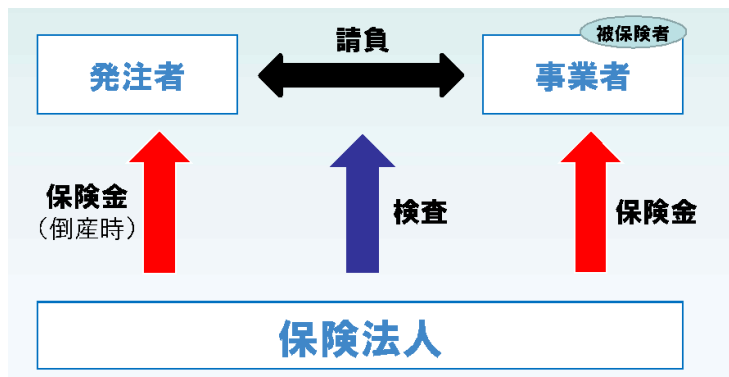 請負
被保険者
発注者
事業者
保険金
（倒産時）
検査
保険金
保険法人